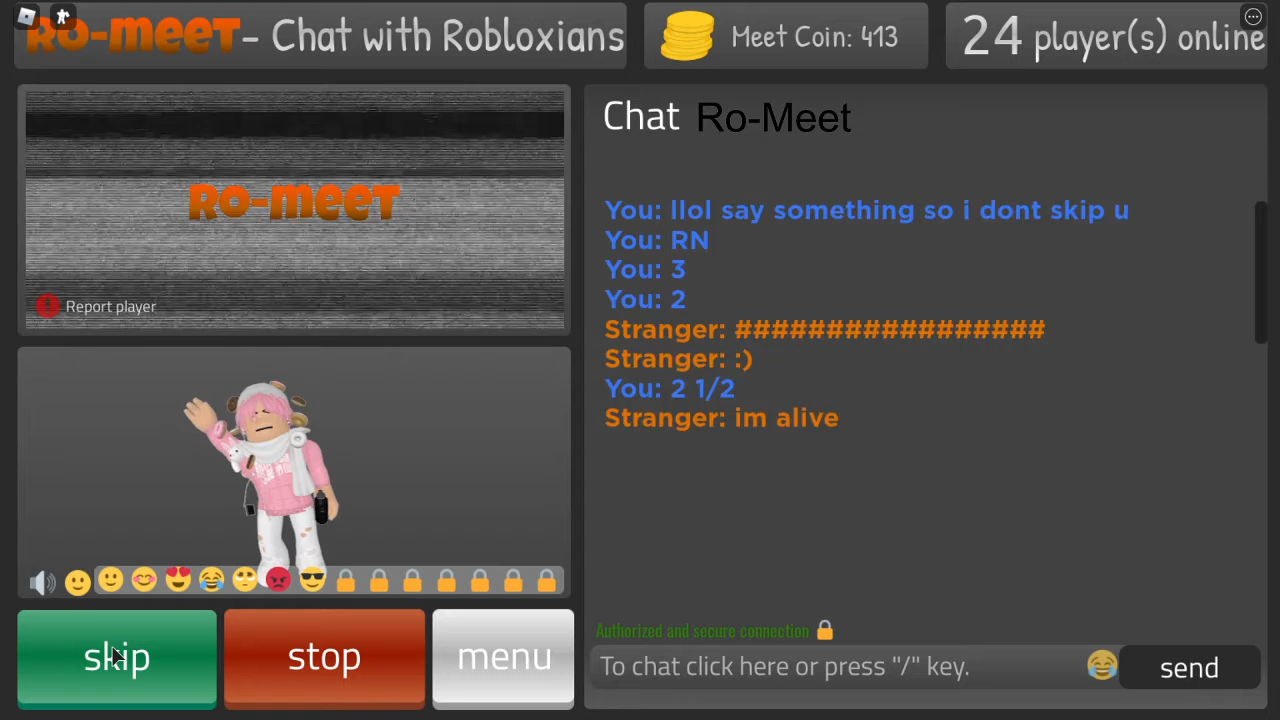 RO-MEET - Chat with Robloxians
Meet Coin: 413
24 player(s) online
RO-MEET
Report player
Chat Ro-Meet
You: llol say something so i dont skip u
You: RN
You: 3
You: 2
Stranger: #################
Stranger: :)
You: 2 1/2
Stranger: im alive
Authorized and secure connection
To chat click here or press "/" key.
send
skip
stop
menu